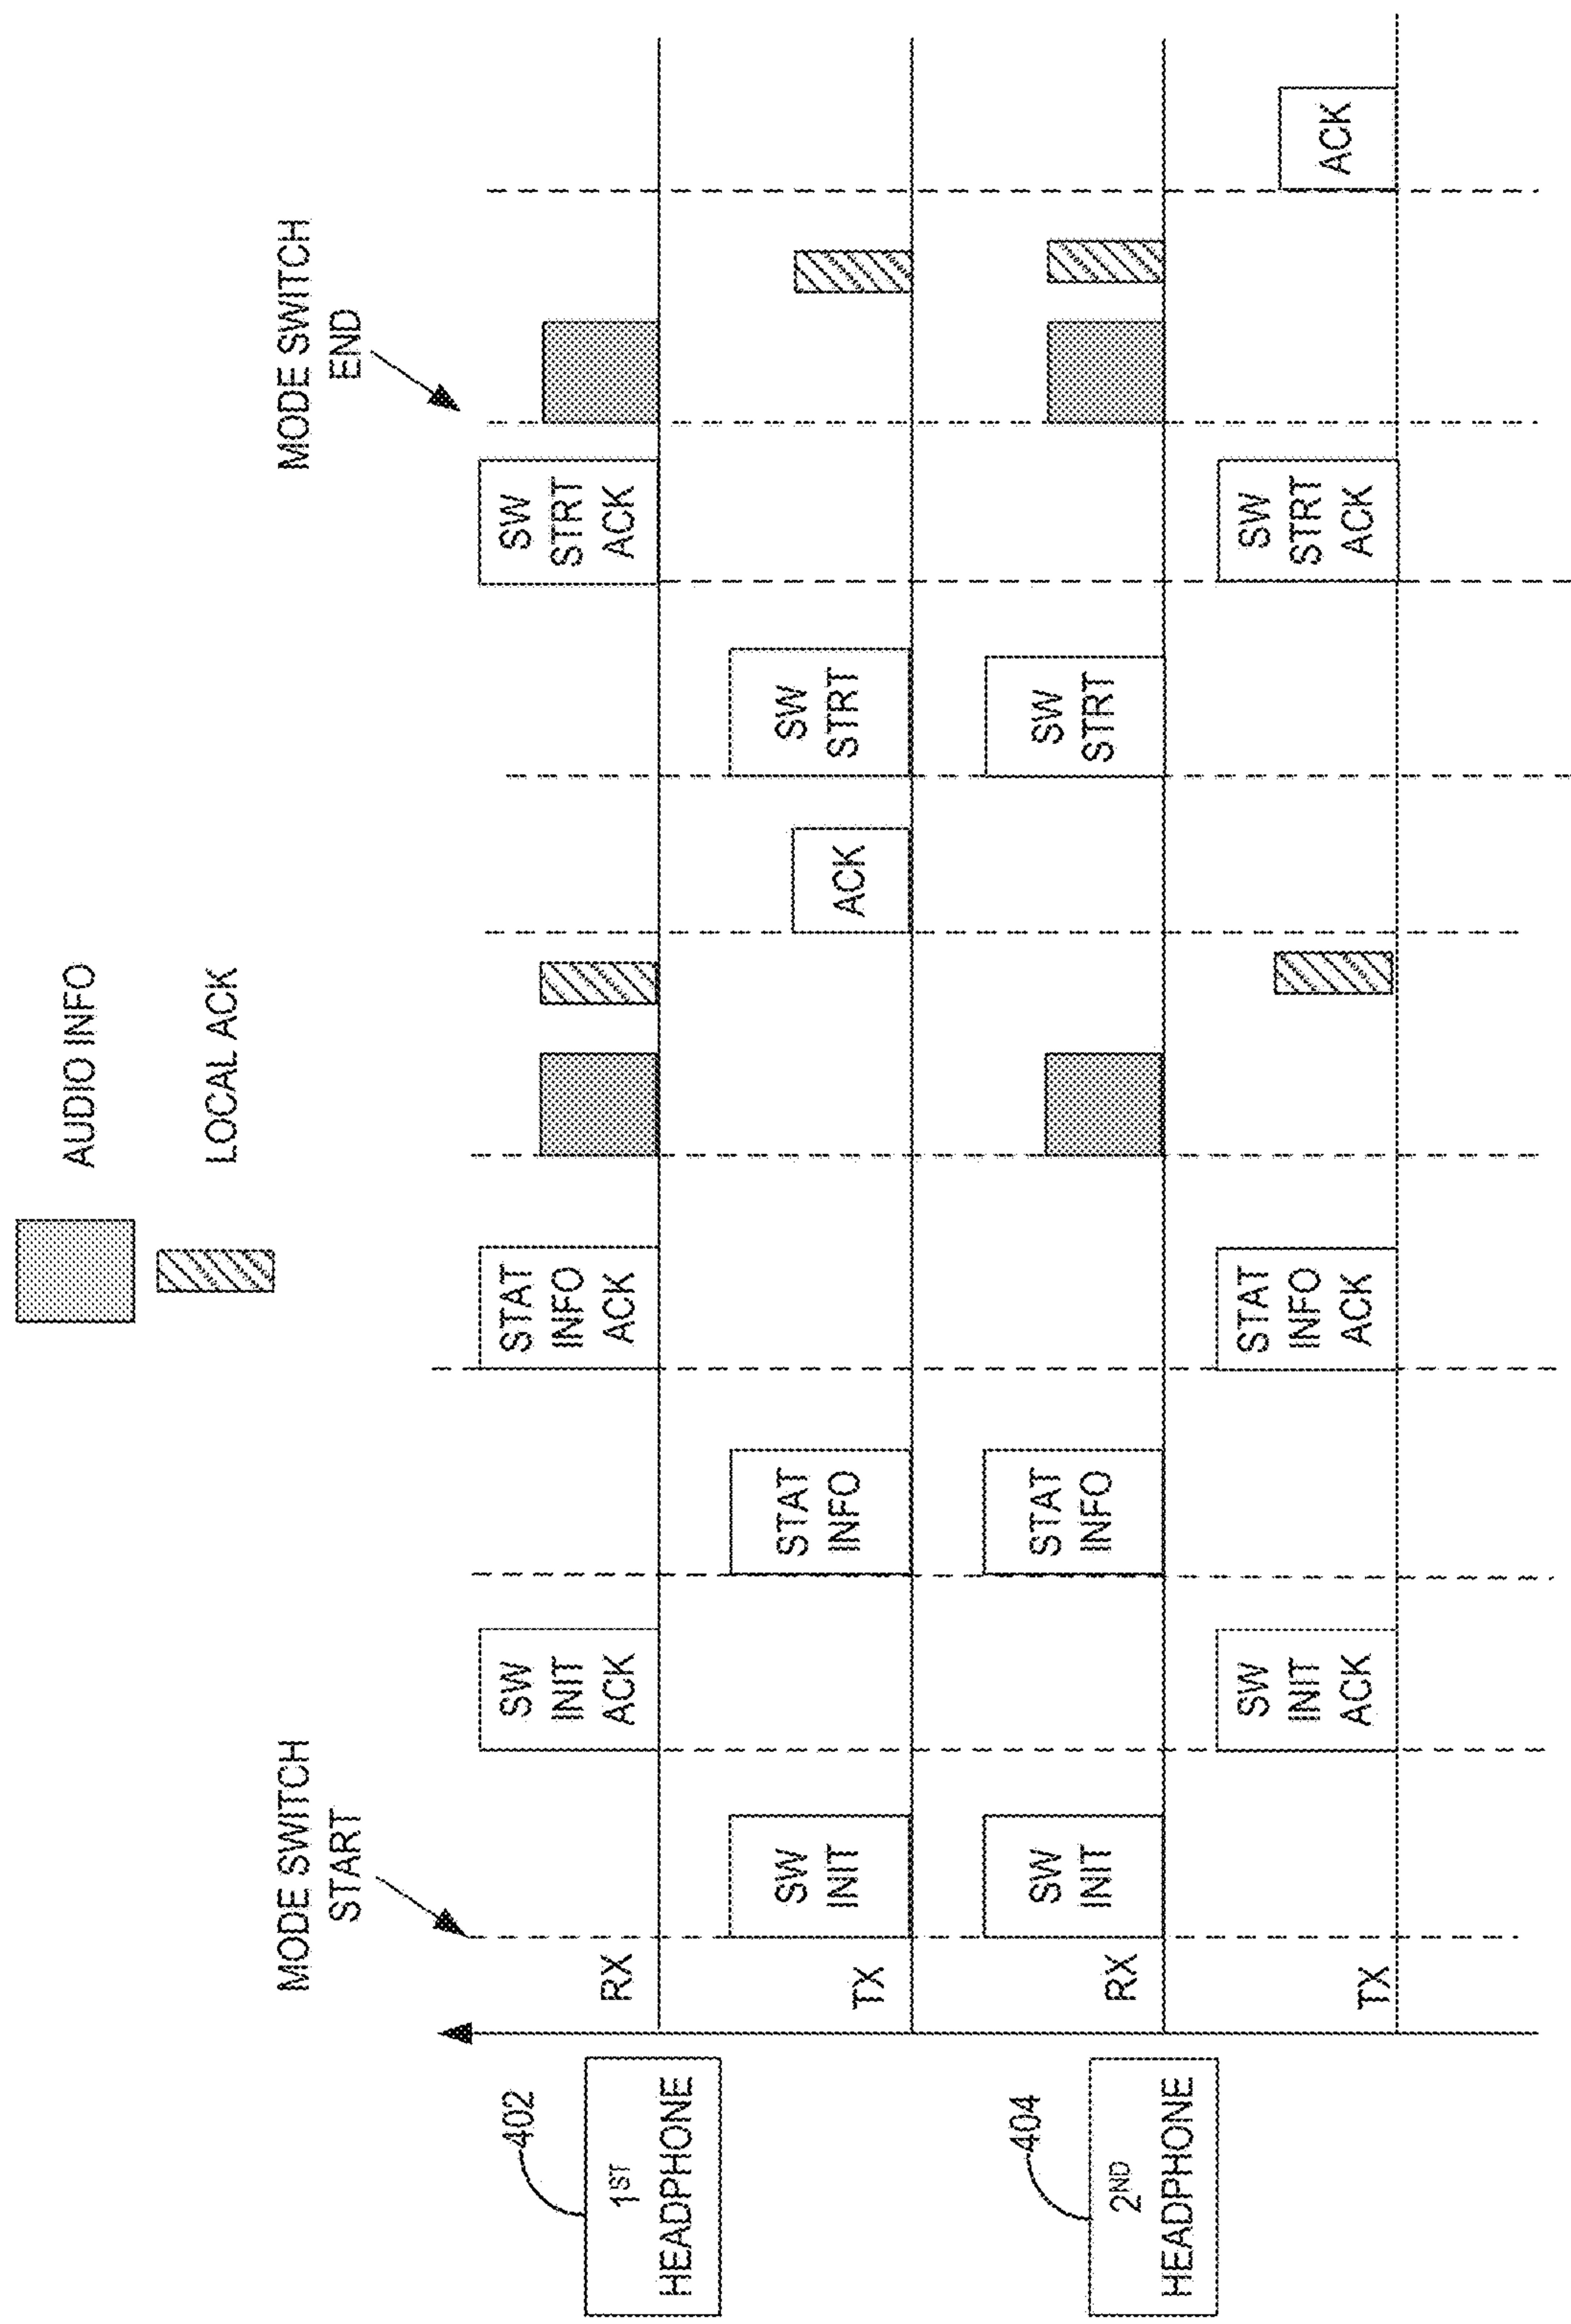 AUDIO INFO
LOCAL ACK
MODE SWITCH
START
MODE SWITCH
END
402
1ST
HEADPHONE
RX
SW
INIT
ACK
STAT
INFO
ACK
SW
STRT
ACK
TX
SW
INIT
STAT
INFO
ACK
SW
STRT
404
2ND
HEADPHONE
RX
SW
INIT
STAT
INFO
SW
STRT
TX
SW
INIT
ACK
STAT
INFO
ACK
SW
STRT
ACK
ACK